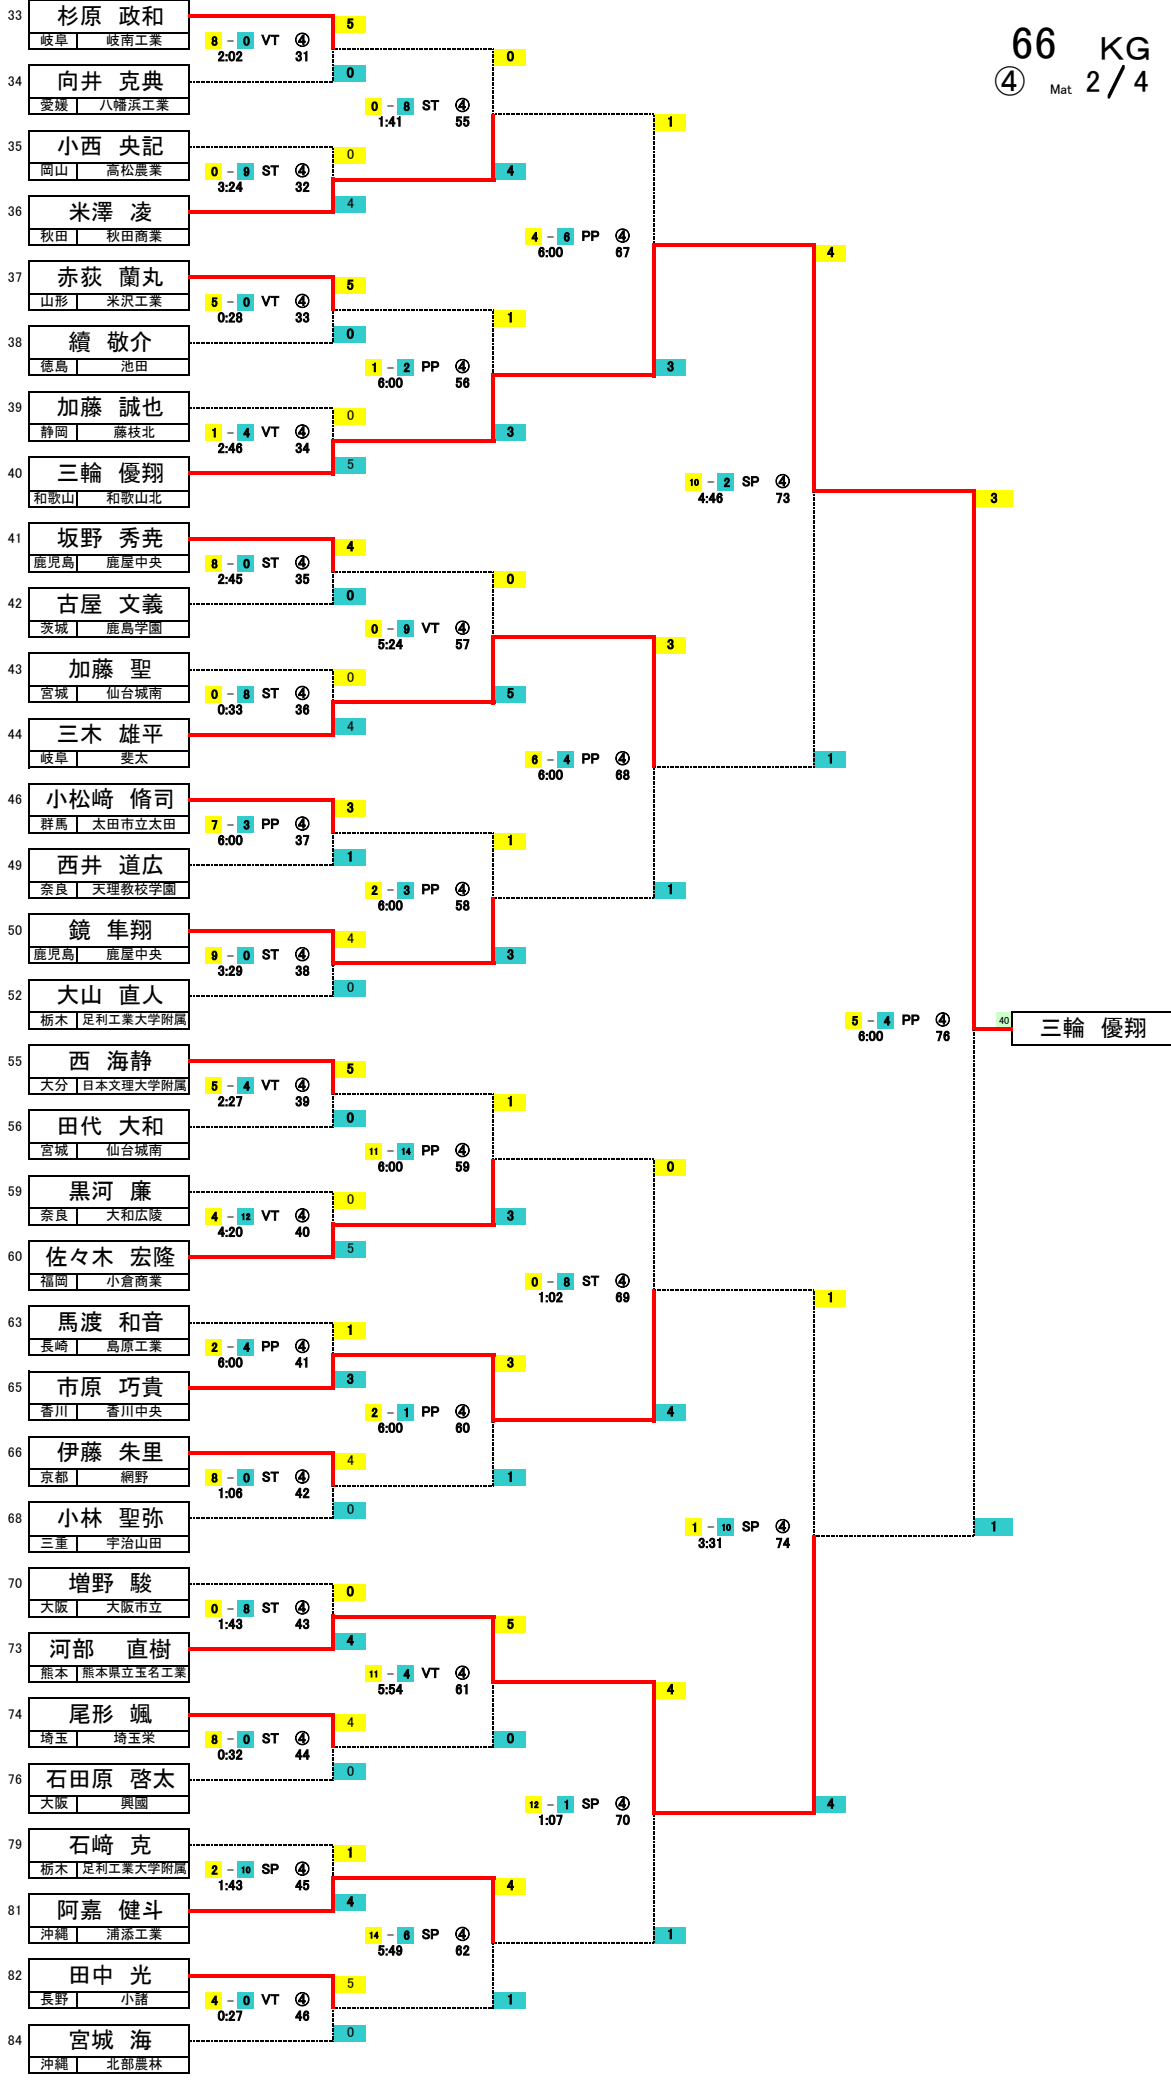 66 KG
④ Mat 2 / 4
33 杉原 政和
岐阜 岐南工業
8 - 0 VT ④
2:02 31
5
0
34 向井 克典
愛媛 八幡浜工業
0 - 8 ST ④
1:41 55
0
4
35 小西 央記
岡山 高松農業
0 - 9 ST ④
3:24 32
0
4
36 米澤 凌
秋田 秋田商業
4 - 6 PP ④
6:00 67
1
3
37 赤荻 蘭丸
山形 米沢工業
5 - 0 VT ④
0:28 33
5
0
38 續 敬介
徳島 池田
1 - 2 PP ④
6:00 56
1
3
39 加藤 誠也
静岡 藤枝北
1 - 4 VT ④
2:46 34
0
5
40 三輪 優翔
和歌山 和歌山北
10 - 2 SP ④
4:46 73
4
1
41 坂野 秀尭
鹿児島 鹿屋中央
8 - 0 ST ④
2:45 35
4
0
42 古屋 文義
茨城 鹿島学園
0 - 9 VT ④
5:24 57
0
5
43 加藤 聖
宮城 仙台城南
0 - 8 ST ④
0:33 36
0
4
44 三木 雄平
岐阜 斐太
6 - 4 PP ④
6:00 68
3
1
46 小松﨑 脩司
群馬 太田市立太田
7 - 3 PP ④
6:00 37
3
1
49 西井 道広
奈良 天理教校学園
2 - 3 PP ④
6:00 58
1
3
50 鏡 隼翔
鹿児島 鹿屋中央
9 - 0 ST ④
3:29 38
4
0
52 大山 直人
栃木 足利工業大学附属
5 - 4 PP ④
6:00 76
3
1
40 三輪 優翔
55 西 海静
大分 日本文理大学附属
5 - 4 VT ④
2:27 39
5
0
56 田代 大和
宮城 仙台城南
11 - 14 PP ④
6:00 59
1
3
59 黒河 廉
奈良 大和広陵
4 - 12 VT ④
4:20 40
0
5
60 佐々木 宏隆
福岡 小倉商業
0 - 8 ST ④
1:02 69
0
4
63 馬渡 和音
長崎 島原工業
2 - 4 PP ④
6:00 41
1
3
65 市原 巧貴
香川 香川中央
2 - 1 PP ④
6:00 60
3
1
66 伊藤 朱里
京都 網野
8 - 0 ST ④
1:06 42
4
0
68 小林 聖弥
三重 宇治山田
1 - 10 SP ④
3:31 74
1
4
70 増野 駿
大阪 大阪市立
0 - 8 ST ④
1:43 43
0
4
73 河部 直樹
熊本 熊本県立玉名工業
11 - 4 VT ④
5:54 61
5
0
74 尾形 颯
埼玉 埼玉栄
8 - 0 ST ④
0:32 44
4
0
76 石田原 啓太
大阪 興國
12 - 1 SP ④
1:07 70
4
1
79 石﨑 克
栃木 足利工業大学附属
2 - 10 SP ④
1:43 45
1
4
81 阿嘉 健斗
沖縄 浦添工業
14 - 6 SP ④
5:49 62
4
1
82 田中 光
長野 小諸
4 - 0 VT ④
0:27 46
5
0
84 宮城 海
沖縄 北部農林